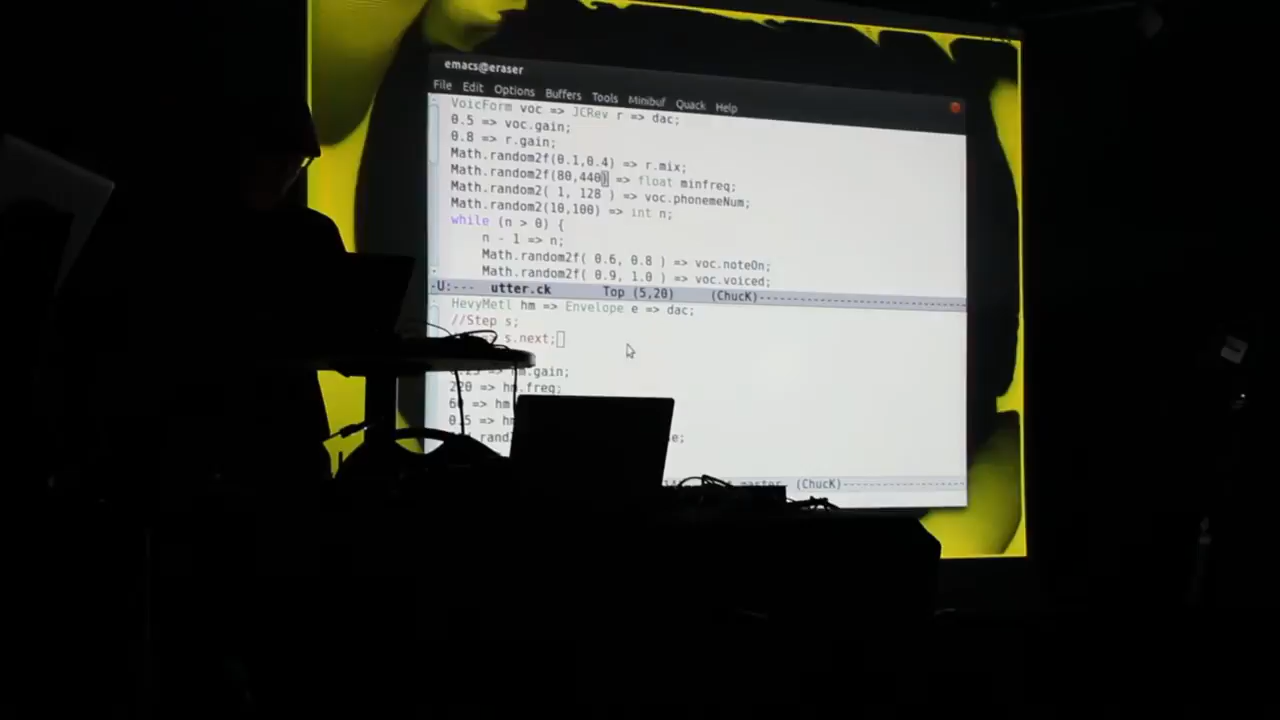 emacs@eraser
File Edit Options Buffers Tools Minibuf Quack Help
VoicForm voc => JCRev r => dac;
0.5 => voc.gain;
0.8 => r.gain;
Math.random2f(0.1,0.4) => r.mix;
Math.random2f(80,440) => float minfreq;
Math.random2( 1, 128 ) => voc.phonemeNum;
Math.random2(10,100) => int n;
while (n > 0) {
n - 1 => n;
Math.random2f( 0.6, 0.8 ) => voc.noteOn;
Math.random2f( 0.9, 1.0 ) => voc.voiced;
-U:--- utter.ck Top (5,20) (ChucK)
HevyMetl hm => Envelope e => dac;
//Step s;
s.next;
=> hm.gain;
220 => hm.freq;
=> hm
=> h
master (ChucK)